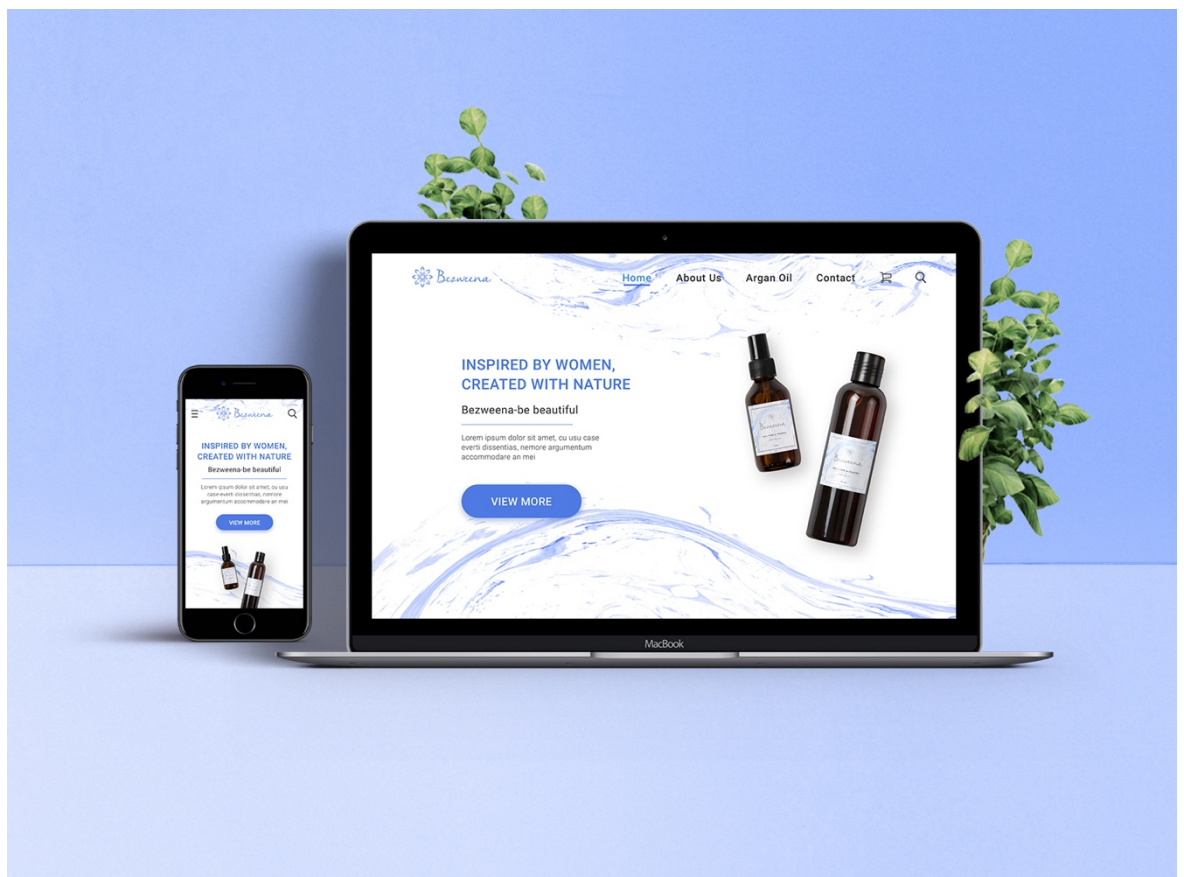 Bezweena
Home About Us Argan Oil Contact
INSPIRED BY WOMEN,
CREATED WITH NATURE
Bezweena-be beautiful
Lorem ipsum dolor sit amet, cu usu case
everti dissentias, nemore argumentum
accommodare an mei
VIEW MORE
Bezweena
Bezweena
MacBook
Bezweena
INSPIRED BY WOMEN,
CREATED WITH NATURE
Bezweena-be beautiful
Lorem ipsum dolor sit amet, cu usu
case everti dissentias, nemore
argumentum accommodare an mei
VIEW MORE